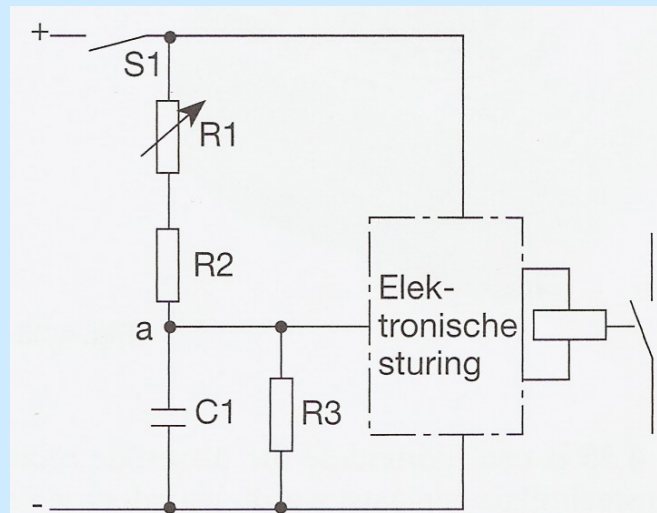 +
S1
R1
R2
a
Elek-
tronische
sturing
C1
R3
-